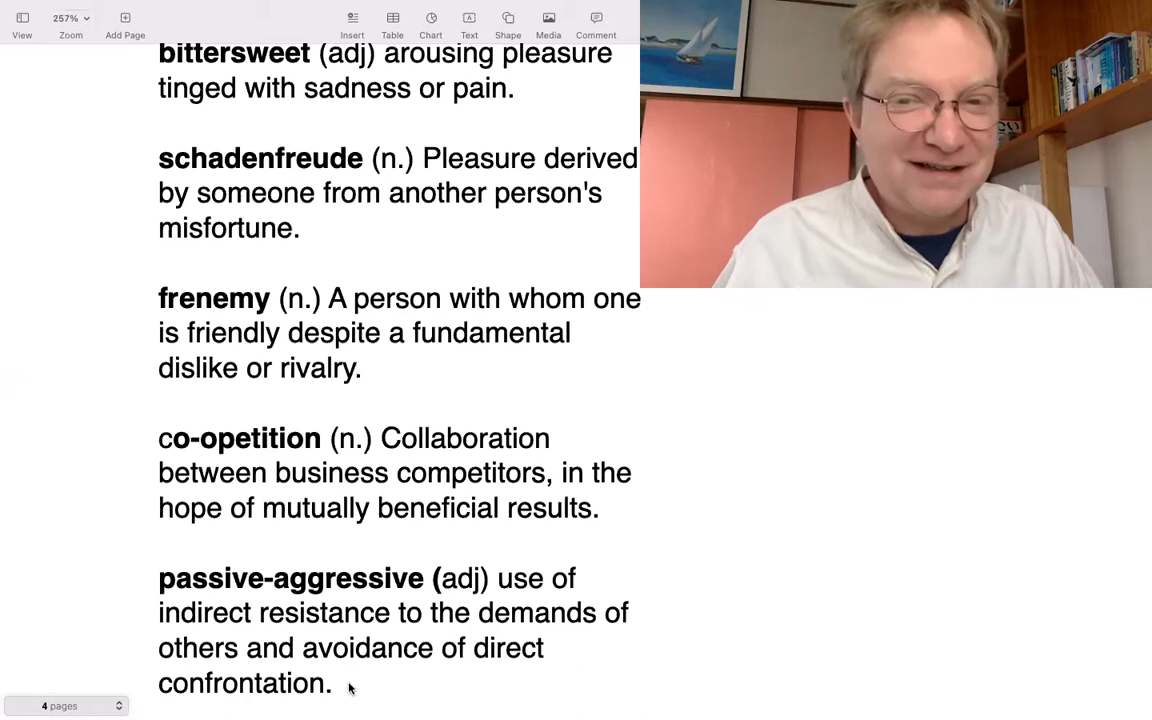 257%
View
Zoom
Add Page
Insert
Table
Chart
Text
Shape
Media
Comment
bittersweet (adj) arousing pleasure
tinged with sadness or pain.
schadenfreude (n.) Pleasure derived
by someone from another person's
misfortune.
frenemy (n.) A person with whom one
is friendly despite a fundamental
dislike or rivalry.
co-opetition (n.) Collaboration
between business competitors, in the
hope of mutually beneficial results.
passive-aggressive (adj) use of
indirect resistance to the demands of
others and avoidance of direct
confrontation.
4 pages